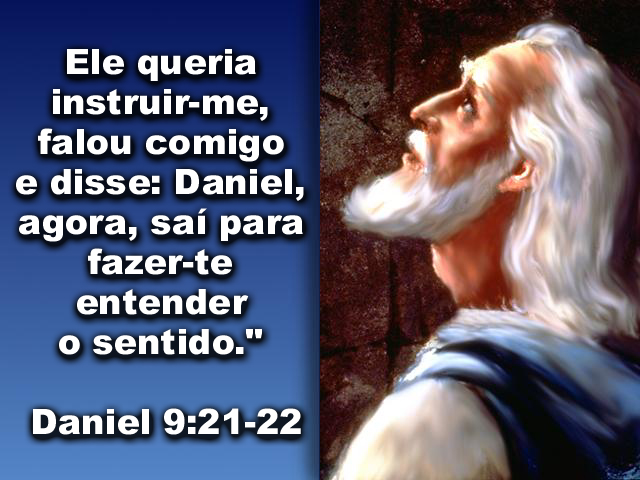 Ele queria
instruir-me,
falou comigo
e disse: Daniel,
agora, saí para
fazer-te
entender
o sentido."
Daniel 9:21-22